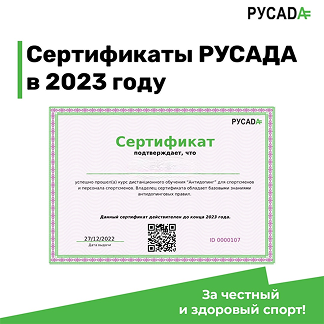 РУСАДА
Сертификаты РУСАДА
в 2023 году
РУСАДА
Сертификат
подтверждает, что
успешно прошел(а) курс дистанционного обучения "Антидопинг" для спортсменов
и персонала спортсменов. Владелец сертификата обладает базовыми знаниями
антидопинговых правил.
Данный сертификат действителен до конца 2023 года.
27/12/2022
Дата выдачи
ID 0000107
За честный
и здоровый спорт!